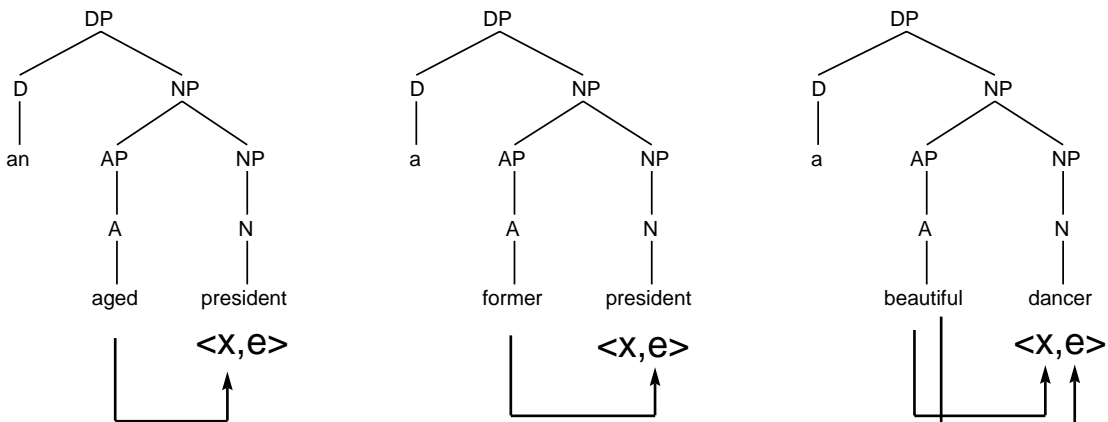 DP DP DP
D NP D NP D NP
an AP NP a AP NP a AP NP
A N A N A N
aged president former president beautiful dancer
<x,e> <x,e> <x,e>